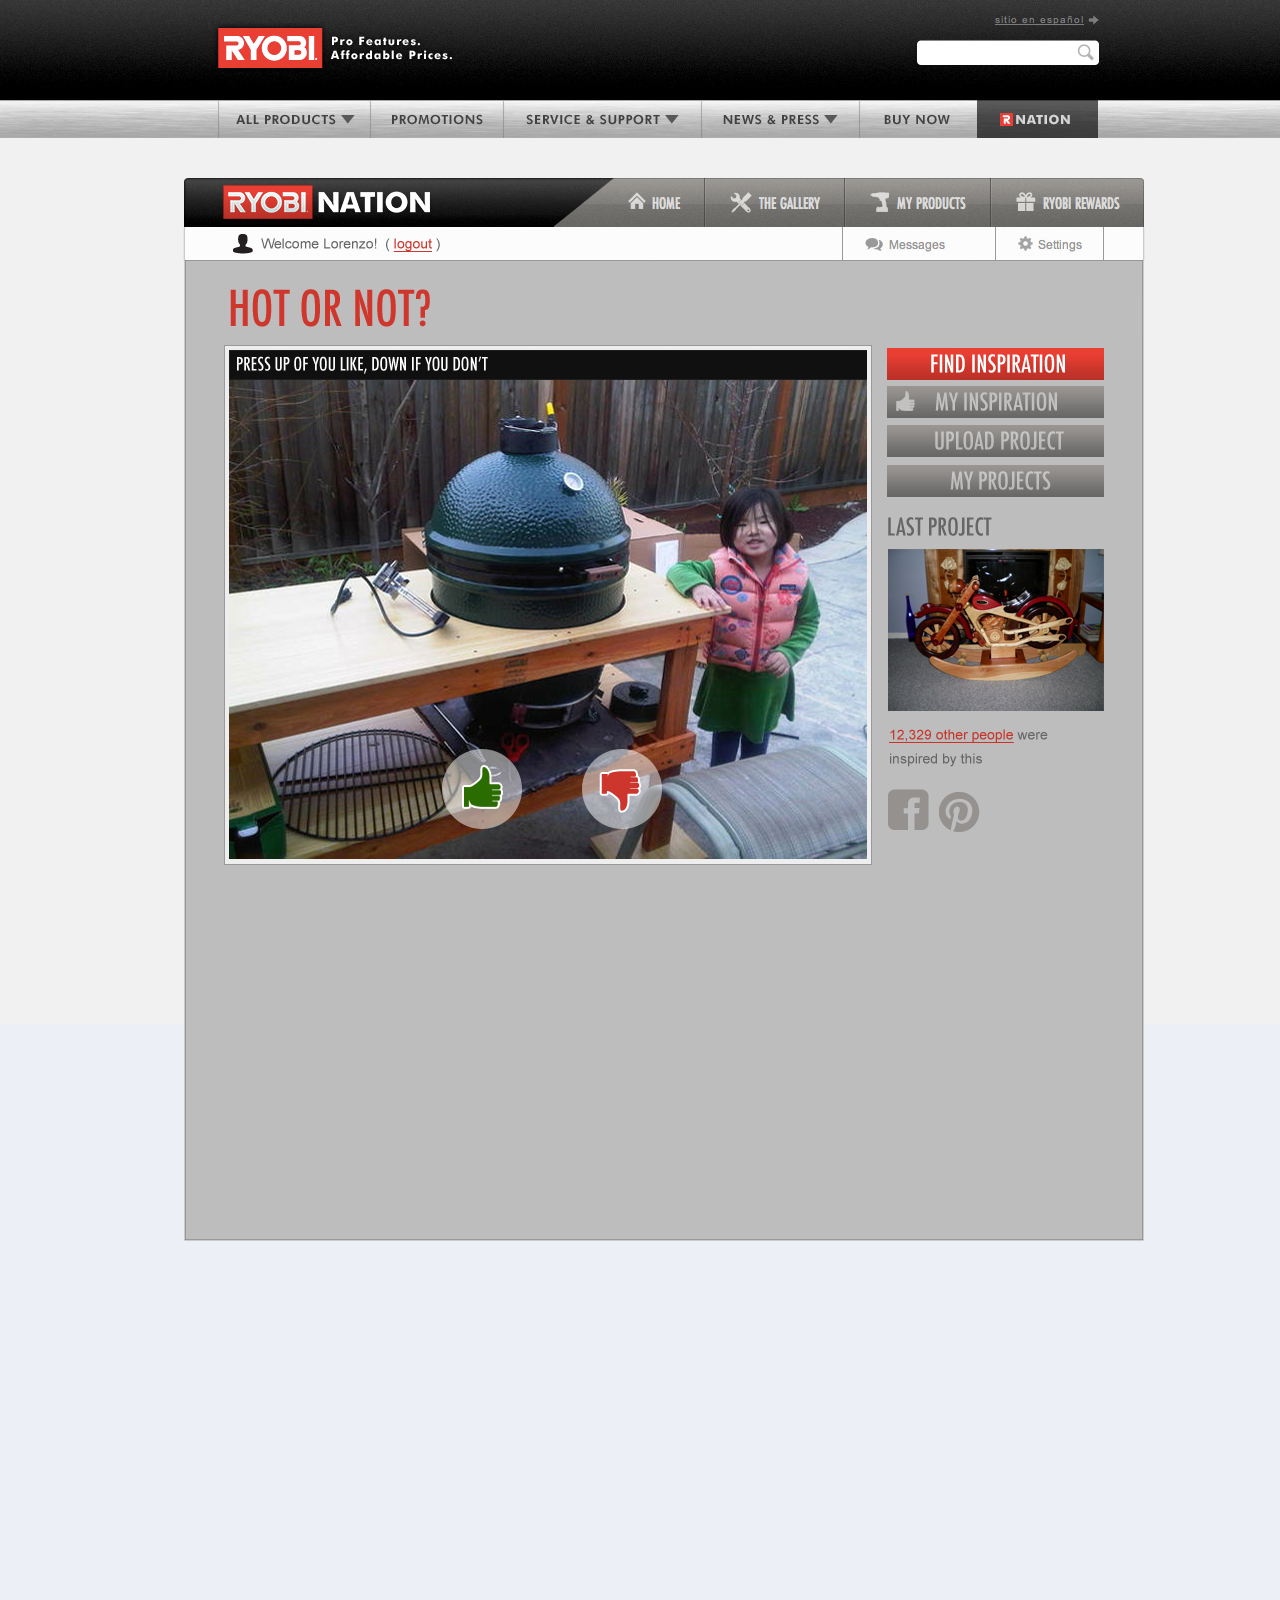 sitio en español
RYOBI
Pro Features.
Affordable Prices.
ALL PRODUCTS
PROMOTIONS
SERVICE & SUPPORT
NEWS & PRESS
BUY NOW
R NATION
RYOBI NATION
HOME
THE GALLERY
MY PRODUCTS
RYOBI REWARDS
Welcome Lorenzo! ( logout )
Messages
Settings
HOT OR NOT?
PRESS UP OF YOU LIKE, DOWN IF YOU DON'T
FIND INSPIRATION
MY INSPIRATION
UPLOAD PROJECT
MY PROJECTS
LAST PROJECT
12,329 other people were
inspired by this